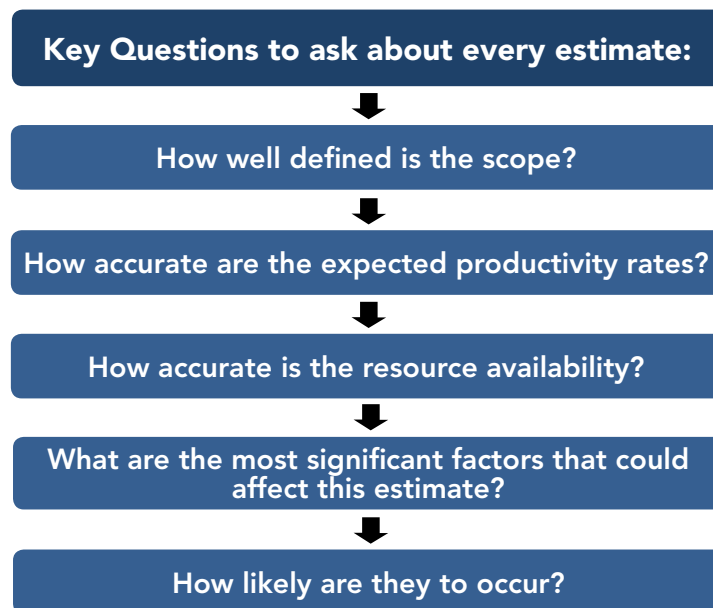 Key Questions to ask about every estimate:
How well defined is the scope?
How accurate are the expected productivity rates?
How accurate is the resource availability?
What are the most significant factors that could
affect this estimate?
How likely are they to occur?